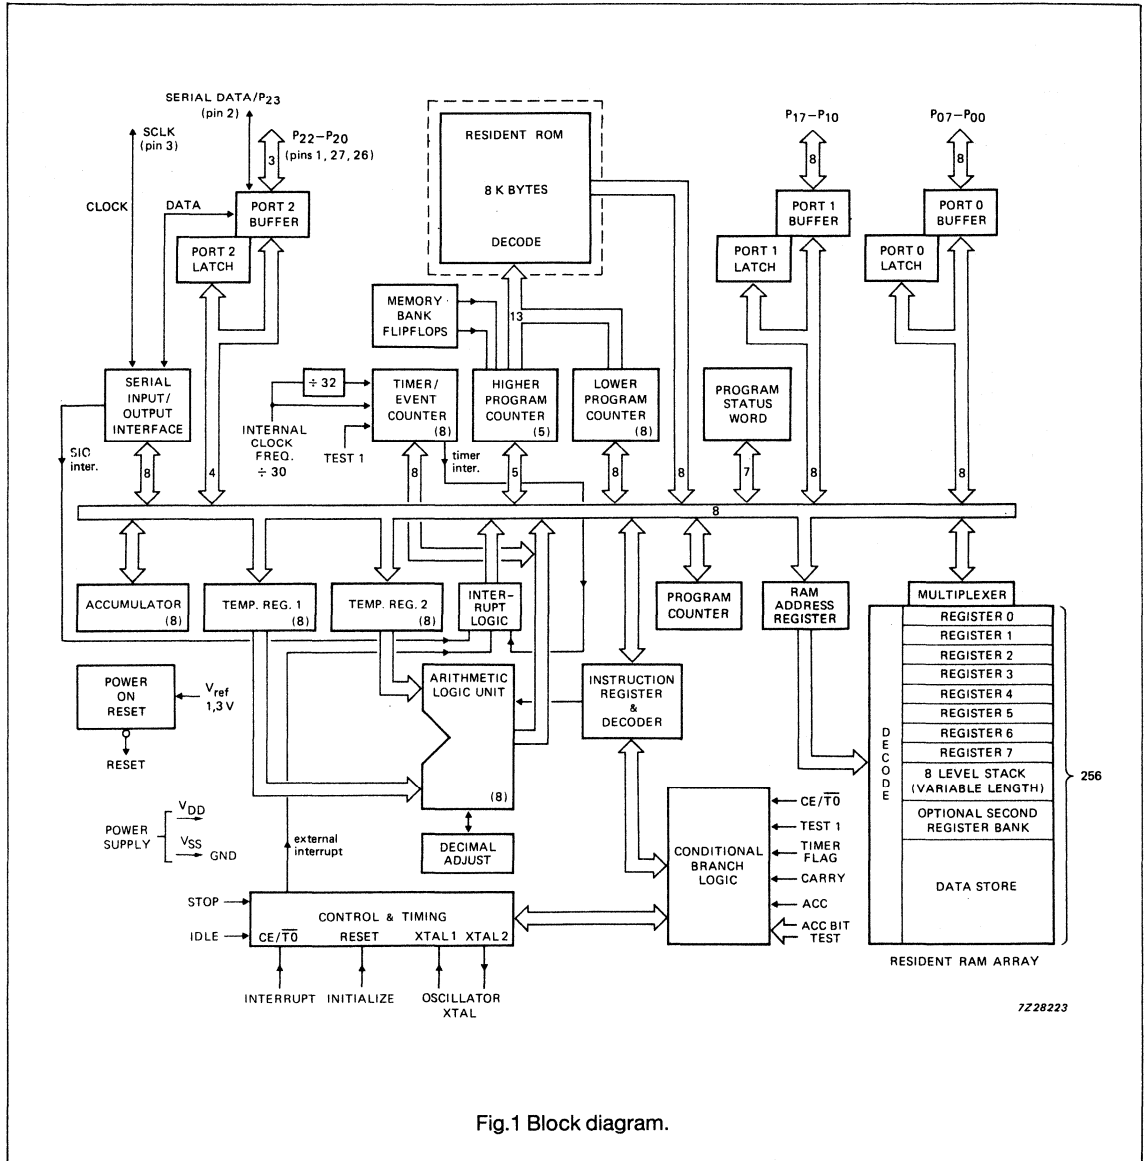 SERIAL DATA/P23
(pin 2)
SCLK
(pin 3)
P22–P20
(pins 1, 27, 26)
3
CLOCK
DATA
PORT 2
BUFFER
PORT 2
LATCH
RESIDENT ROM
8 K BYTES
DECODE
P17–P10
8
PORT 1
BUFFER
PORT 1
LATCH
P07–P00
8
PORT 0
BUFFER
PORT 0
LATCH
MEMORY
BANK
FLIPFLOPS
13
SERIAL
INPUT/
OUTPUT
INTERFACE
÷ 32
INTERNAL
CLOCK
FREQ.
÷ 30
TEST 1
TIMER/
EVENT
COUNTER
(8)
HIGHER
PROGRAM
COUNTER
(5)
LOWER
PROGRAM
COUNTER
(8)
PROGRAM
STATUS
WORD
SIO
inter.
timer
inter.
8
4
8
5
8
8
7
8
8
8
ACCUMULATOR
(8)
TEMP. REG. 1
(8)
TEMP. REG. 2
(8)
INTER–
RUPT
LOGIC
PROGRAM
COUNTER
RAM
ADDRESS
REGISTER
MULTIPLEXER
REGISTER 0
REGISTER 1
REGISTER 2
REGISTER 3
REGISTER 4
REGISTER 5
REGISTER 6
REGISTER 7
8 LEVEL STACK
(VARIABLE LENGTH)
OPTIONAL SECOND
REGISTER BANK
DATA STORE
DECODE
256
RESIDENT RAM ARRAY
POWER
ON
RESET
Vref
1,3 V
RESET
ARITHMETIC
LOGIC UNIT
(8)
INSTRUCTION
REGISTER
&
DECODER
DECIMAL
ADJUST
POWER
SUPPLY
VDD
VSS
GND
external
interrupt
CONDITIONAL
BRANCH
LOGIC
CE/T̅0̅
TEST 1
TIMER
FLAG
CARRY
ACC
ACC BIT
TEST
STOP
IDLE
CONTROL & TIMING
CE/T̅0̅ RESET XTAL1 XTAL2
INTERRUPT INITIALIZE OSCILLATOR
XTAL
7Z28223
Fig.1 Block diagram.